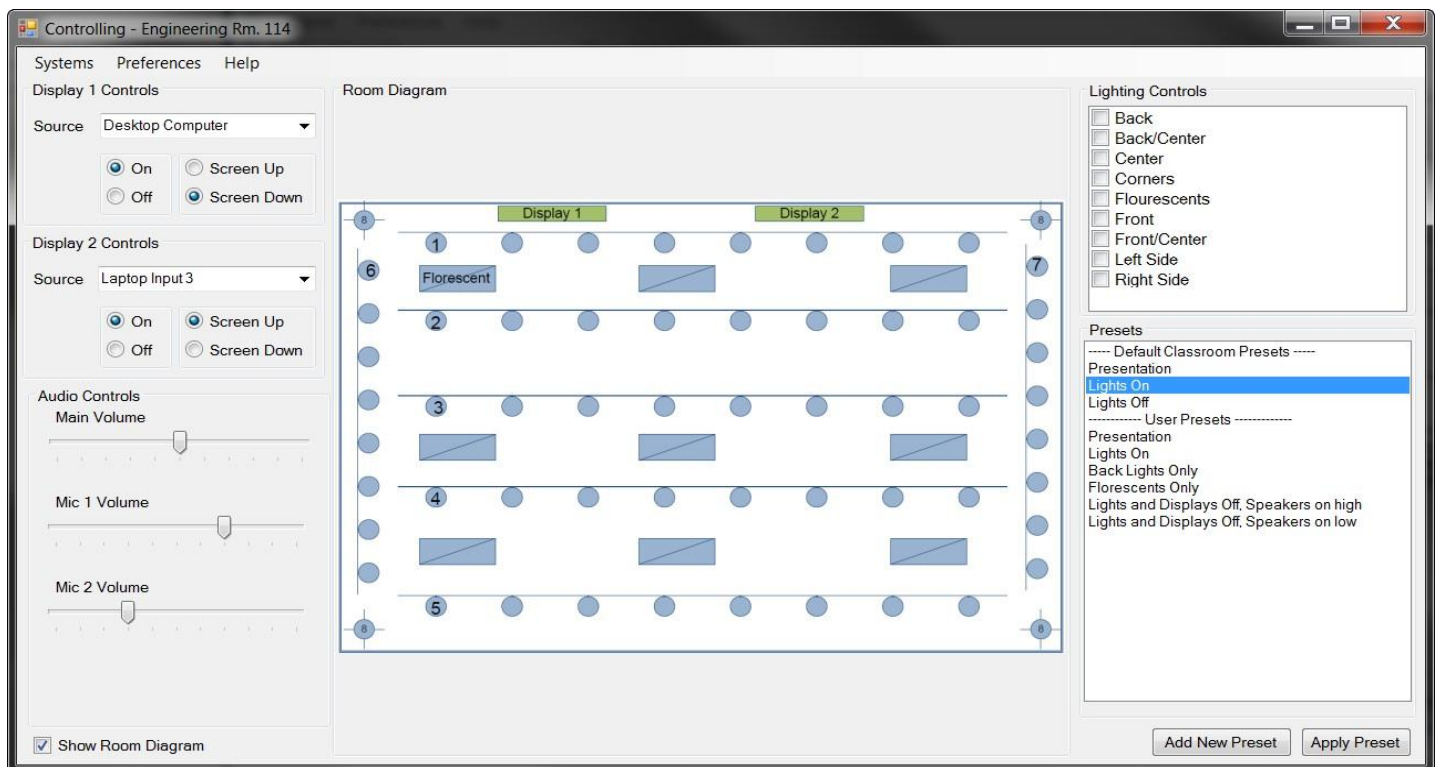 Controlling - Engineering Rm. 114
Systems Preferences Help
Display 1 Controls
Source Desktop Computer
On Screen Up
Off Screen Down
Display 2 Controls
Source Laptop Input 3
On Screen Up
Off Screen Down
Audio Controls
Main Volume
Mic 1 Volume
Mic 2 Volume
Show Room Diagram
Room Diagram
8 Display 1 Display 2 8
1
6 7
Florescent
2
3
4
5
8 8
Lighting Controls
Back
Back/Center
Center
Corners
Flourescents
Front
Front/Center
Left Side
Right Side
Presets
----- Default Classroom Presets -----
Presentation
Lights On
Lights Off
------------ User Presets -------------
Presentation
Lights On
Back Lights Only
Florescents Only
Lights and Displays Off, Speakers on high
Lights and Displays Off, Speakers on low
Add New Preset Apply Preset